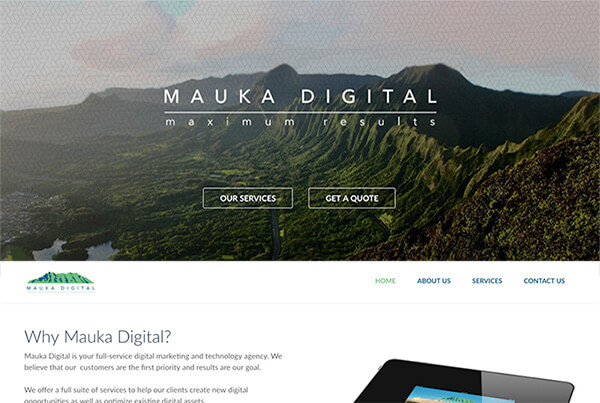 MAUKA DIGITAL
maximum results
OUR SERVICES
GET A QUOTE
MAUKA DIGITAL
HOME
ABOUT US
SERVICES
CONTACT US
Why Mauka Digital?
Mauka Digital is your full-service digital marketing and technology agency. We
believe that our customers are the first priority and results are our goal.
We offer a full suite of services to help our clients create new digital
opportunities as well as optimize existing digital assets.